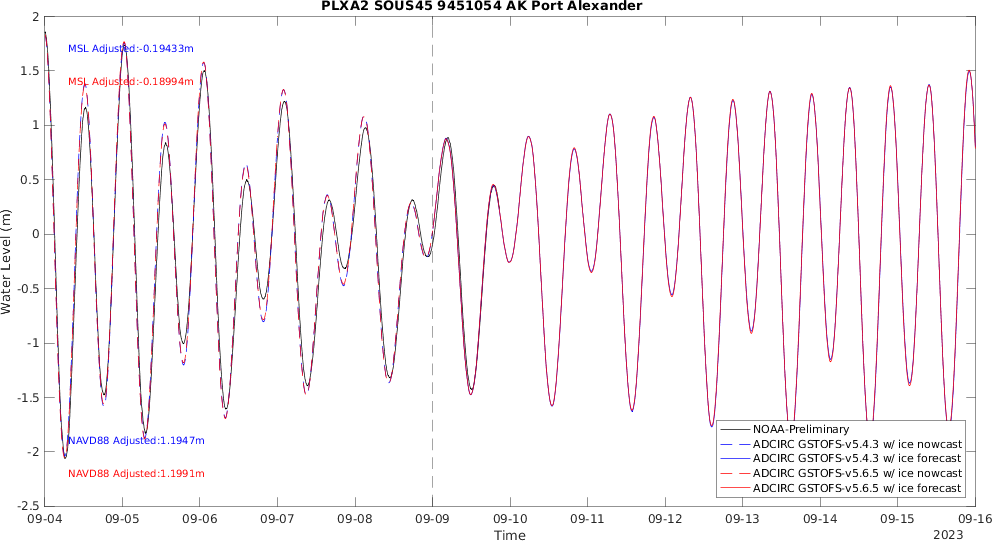 PLXA2 SOUS45 9451054 AK Port Alexander
MSL Adjusted:-0.19433m
MSL Adjusted:-0.18994m
NAVD88 Adjusted:1.1947m
NAVD88 Adjusted:1.1991m
Water Level (m)
2
1.5
1
0.5
0
-0.5
-1
-1.5
-2
-2.5
NOAA-Preliminary
ADCIRC GSTOFS-v5.4.3 w/ ice nowcast
ADCIRC GSTOFS-v5.4.3 w/ ice forecast
ADCIRC GSTOFS-v5.6.5 w/ ice nowcast
ADCIRC GSTOFS-v5.6.5 w/ ice forecast
09-04 09-05 09-06 09-07 09-08 09-09 09-10 09-11 09-12 09-13 09-14 09-15 09-16
Time
2023